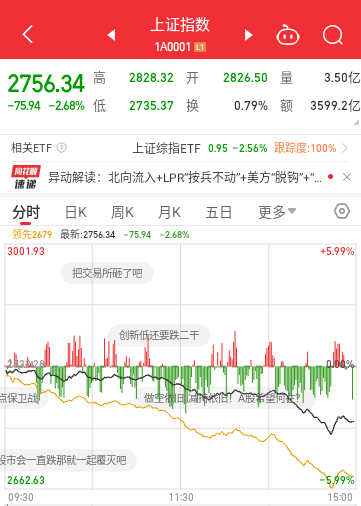 上证指数
1A0001 L1
2756.34 高 2828.32 开 2826.50 量 3.50亿
-75.94 -2.68% 低 2735.37 换 0.79% 额 3599.2亿
相关ETF ? 上证综指ETF 0.95 -2.56% 跟踪度:100%
同花顺速递 异动解读：北向流入+LPR“按兵不动”+美方“脱钩”+“...
分时 日K 周K 月K 五日 更多
领先2679 最新:2756.34 -75.94 -2.68%
3001.93 +5.99%
把交易所砸了吧
创新低还要跌二千
0.00%
点保卫战
做空依旧!减持依旧！A股希望何在?
股市会一直跌那就一起覆灭吧
2662.63 -5.99%
09:30 11:30 15:00